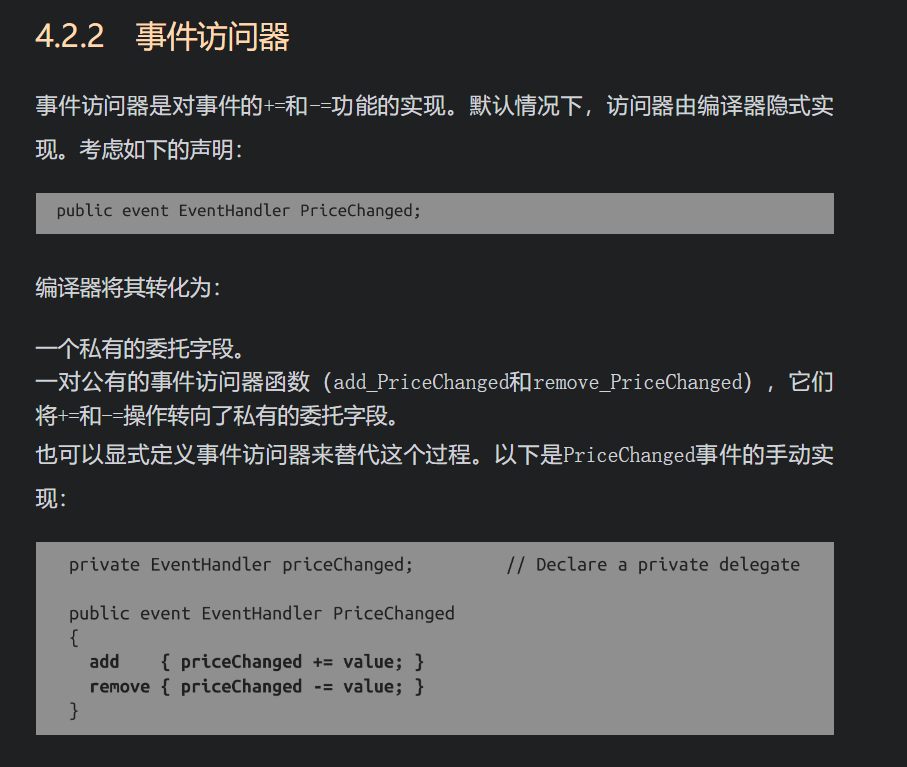 4.2.2 事件访问器
事件访问器是对事件的+=和-=功能的实现。默认情况下，访问器由编译器隐式实
现。考虑如下的声明：
public event EventHandler PriceChanged;
编译器将其转化为：
一个私有的委托字段。
一对公有的事件访问器函数（add_PriceChanged和remove_PriceChanged），它们
将+=和-=操作转向了私有的委托字段。
也可以显式定义事件访问器来替代这个过程。以下是PriceChanged事件的手动实
现：
private EventHandler priceChanged; // Declare a private delegate
public event EventHandler PriceChanged
{
add { priceChanged += value; }
remove { priceChanged -= value; }
}